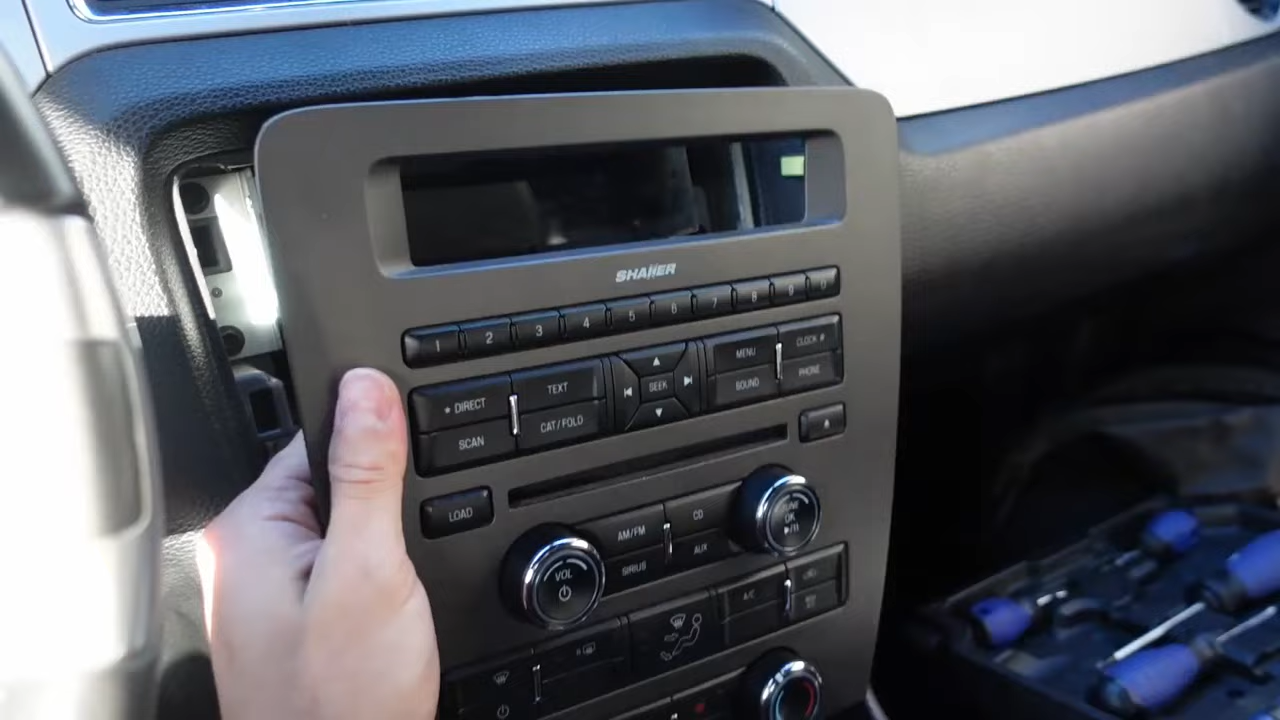 SHAKER
1 2 3 4 5 6 7 8 9 0
MENU CLOCK #
* DIRECT TEXT SEEK SOUND PHONE
SCAN CAT/FOLD
LOAD AM/FM CD
SIRIUS AUX
VOL
OK
A/C